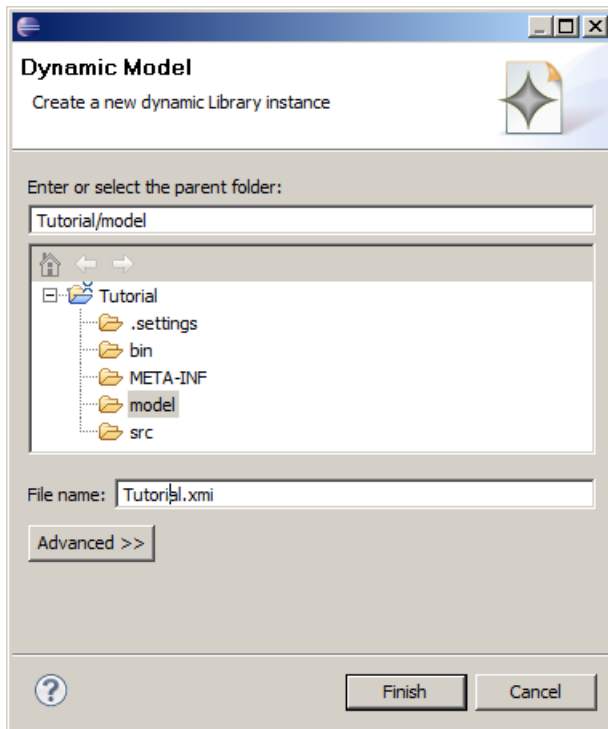 Dynamic Model
Create a new dynamic Library instance
Enter or select the parent folder:
Tutorial/model
Tutorial
.settings
bin
META-INF
model
src
File name: Tutorial.xmi
Advanced >>
? Finish Cancel